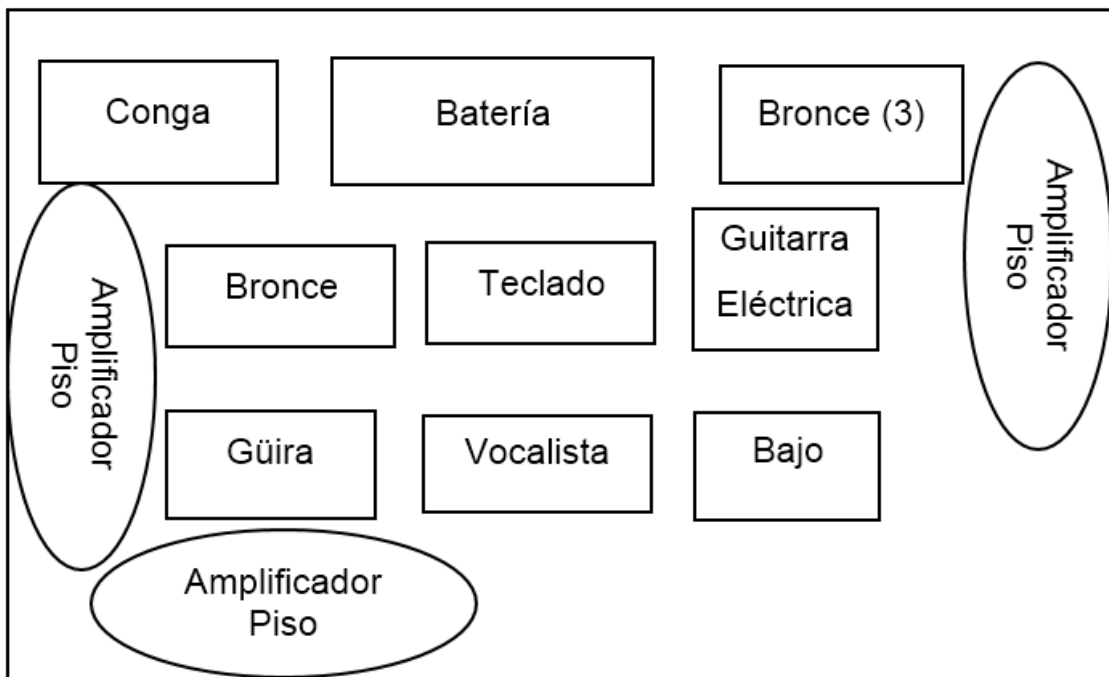 Conga
Batería
Bronce (3)
Amplificador
Piso
Amplificador
Piso
Bronce
Teclado
Guitarra
Eléctrica
Güira
Vocalista
Bajo
Amplificador
Piso